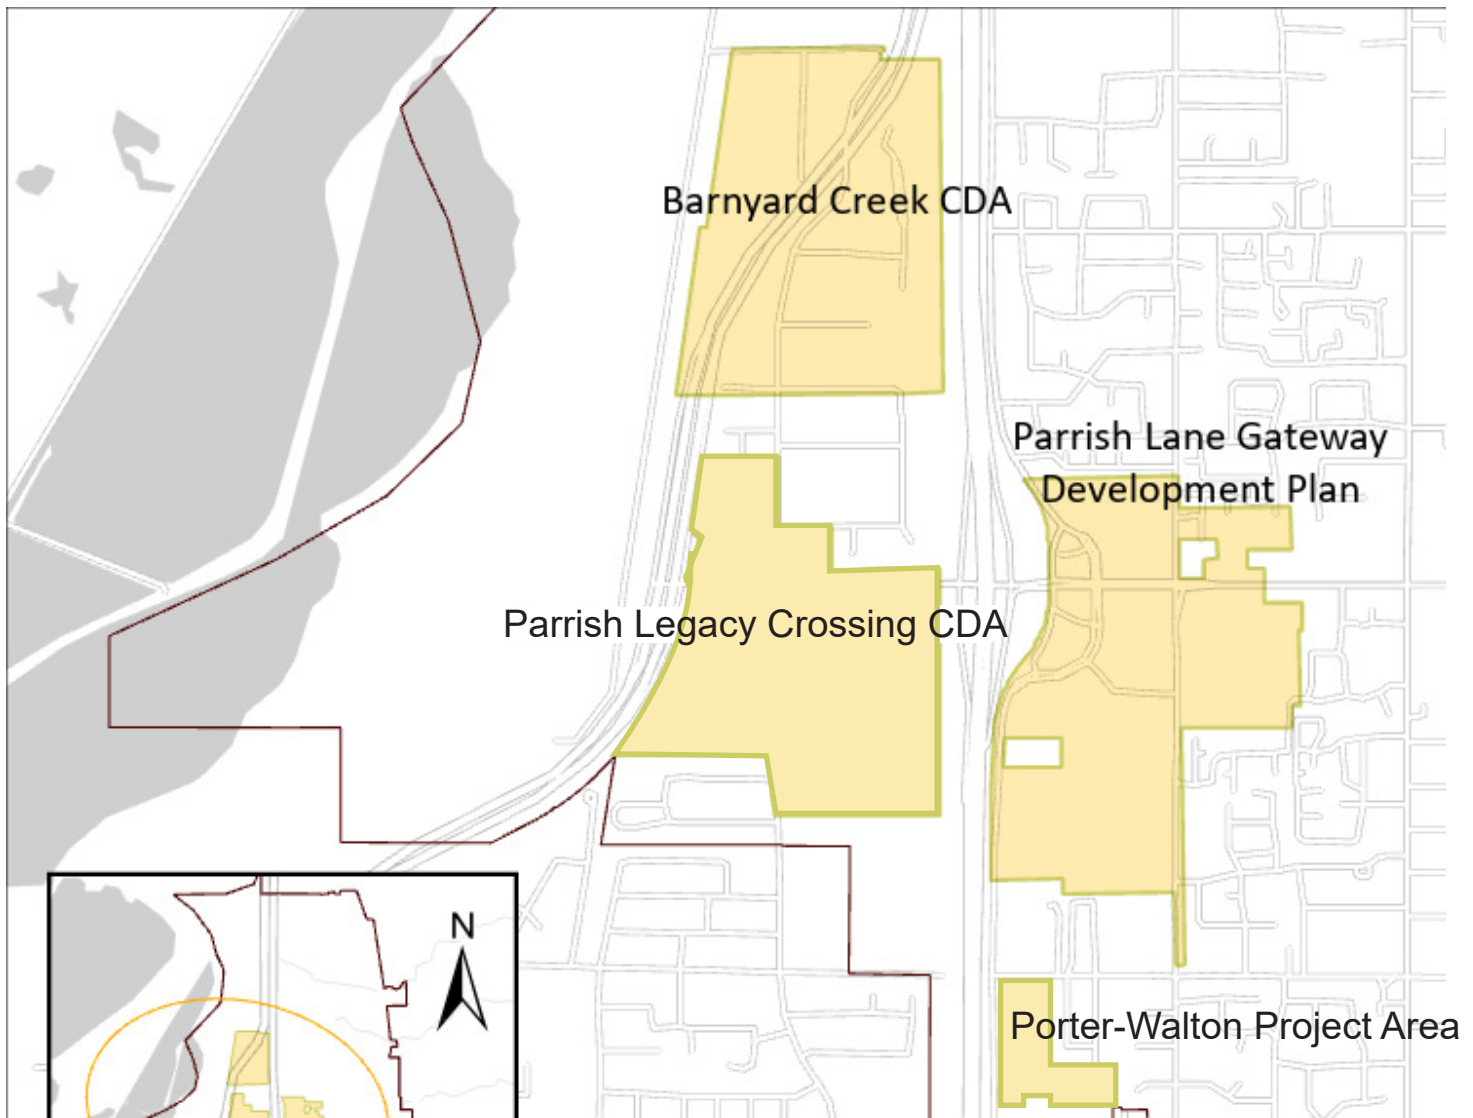 Barnyard Creek CDA
Parrish Lane Gateway
Development Plan
Parrish Legacy Crossing CDA
N
Porter-Walton Project Area